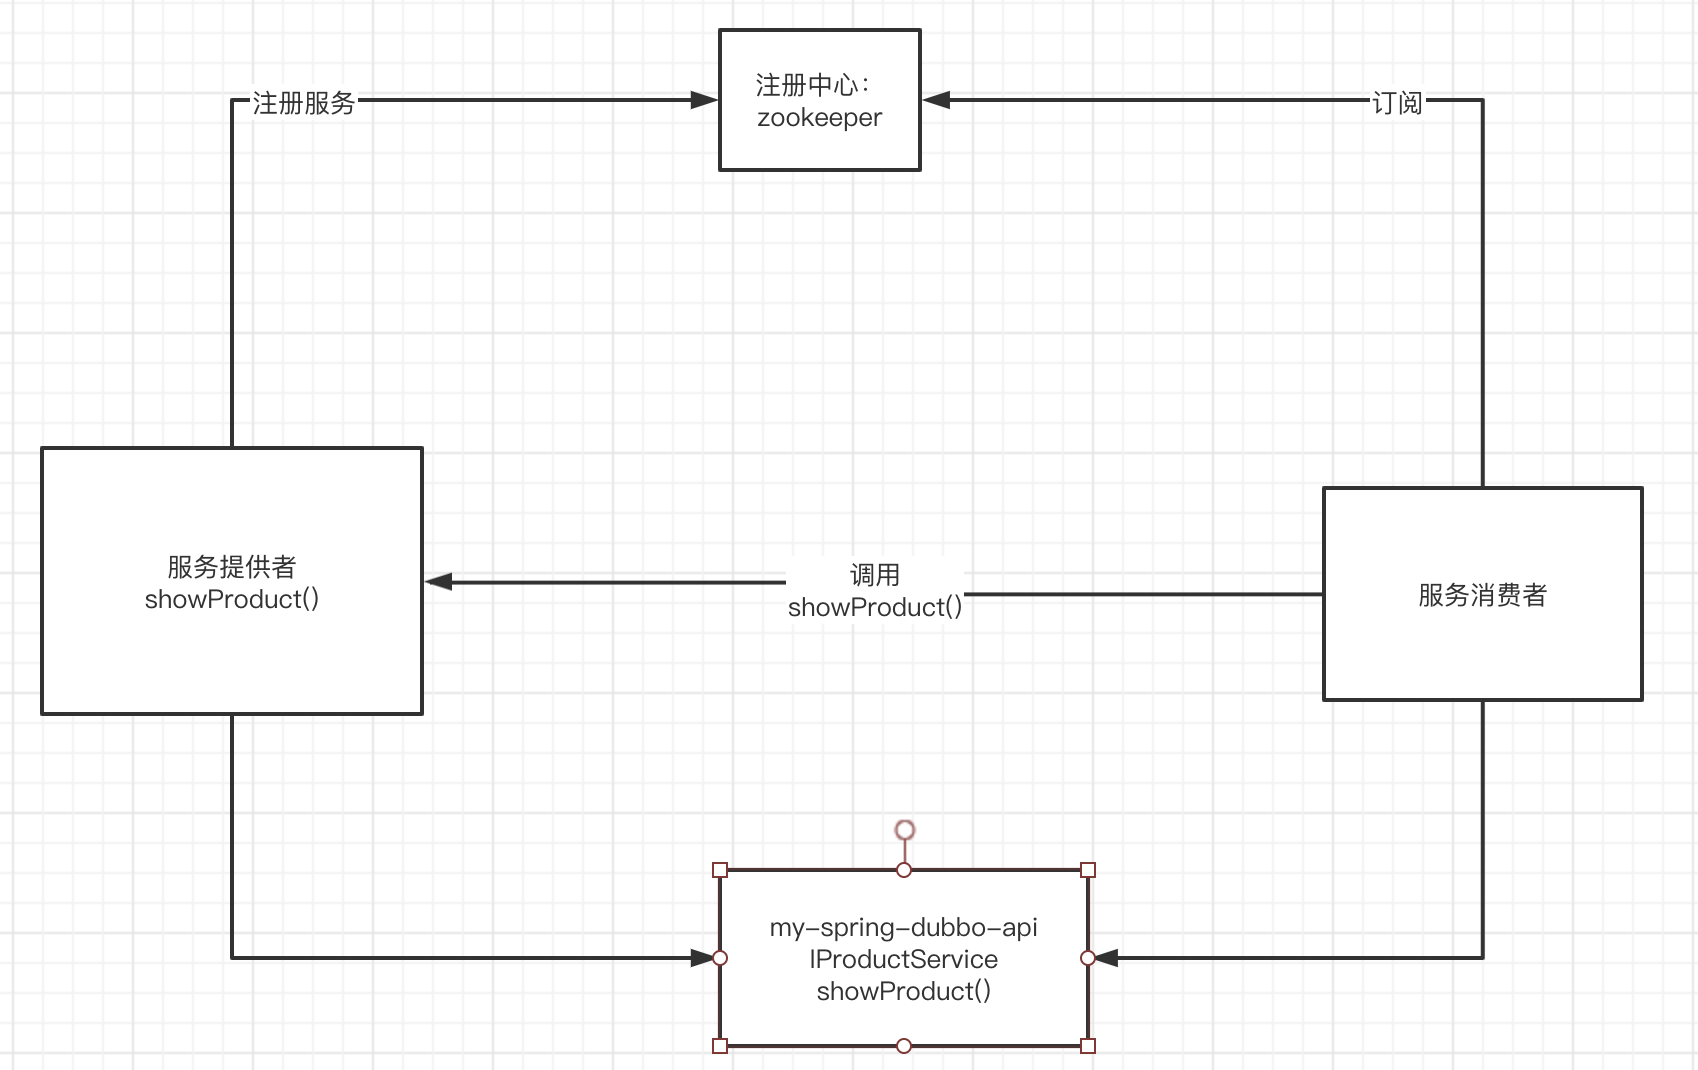 注册服务
注册中心：
zookeeper
订阅
服务提供者
showProduct()
调用
showProduct()
服务消费者
my-spring-dubbo-api
IProductService
showProduct()